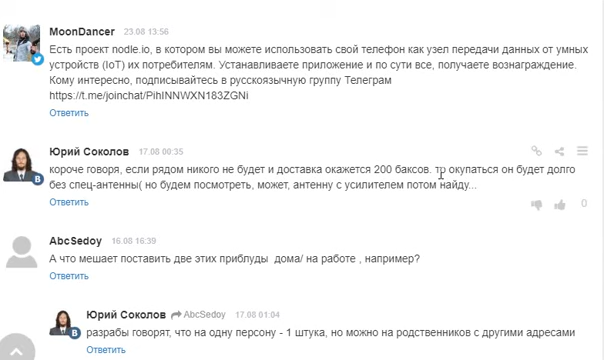 MoonDancer 23.08 13:56
Есть проект nodle.io, в котором вы можете использовать свой телефон как узел передачи данных от умных
устройств (IoT) их потребителям. Устанавливаете приложение и по сути все, получаете вознаграждение.
Кому интересно, подписывайтесь в русскоязычную группу Телеграм
https://t.me/joinchat/PihINNWXN183ZGNi
Ответить
Юрий Соколов 17.08 00:35
короче говоря, если рядом никого не будет и доставка окажется 200 баксов. тр окупаться он будет долго
без спец-антенны( но будем посмотреть, может, антенну с усилителем потом найду...
0
Ответить
AbcSedoy 16.08 16:39
А что мешает поставить две этих приблуды дома/ на работе , например?
Ответить
Юрий Соколов AbcSedoy 17.08 01:04
разрабы говорят, что на одну персону - 1 штука, но можно на родственников с другими адресами
Ответить